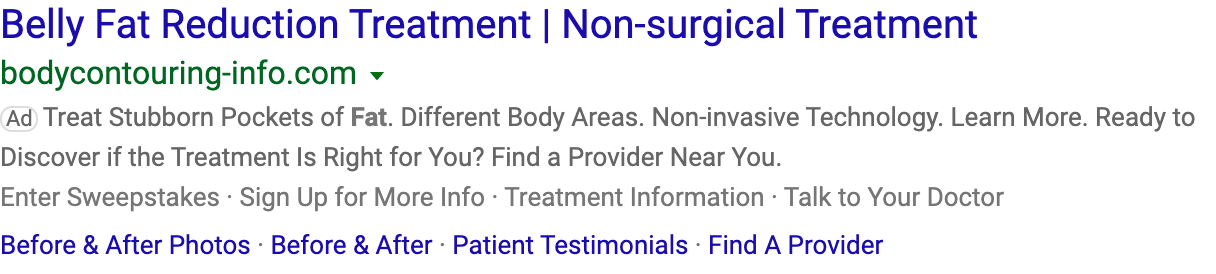 Belly Fat Reduction Treatment | Non-surgical Treatment
bodycontouring-info.com
Ad Treat Stubborn Pockets of Fat. Different Body Areas. Non-invasive Technology. Learn More. Ready to
Discover if the Treatment Is Right for You? Find a Provider Near You.
Enter Sweepstakes · Sign Up for More Info · Treatment Information · Talk to Your Doctor
Before & After Photos · Before & After · Patient Testimonials · Find A Provider